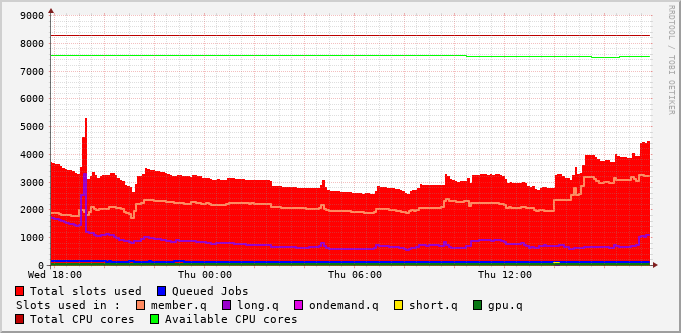 9000
8000
7000
6000
5000
4000
3000
2000
1000
0
Wed 18:00 Thu 00:00 Thu 06:00 Thu 12:00
Total slots used Queued Jobs
Slots used in : member.q long.q ondemand.q short.q gpu.q
Total CPU cores Available CPU cores
RRDTOOL / TOBI OETIKER